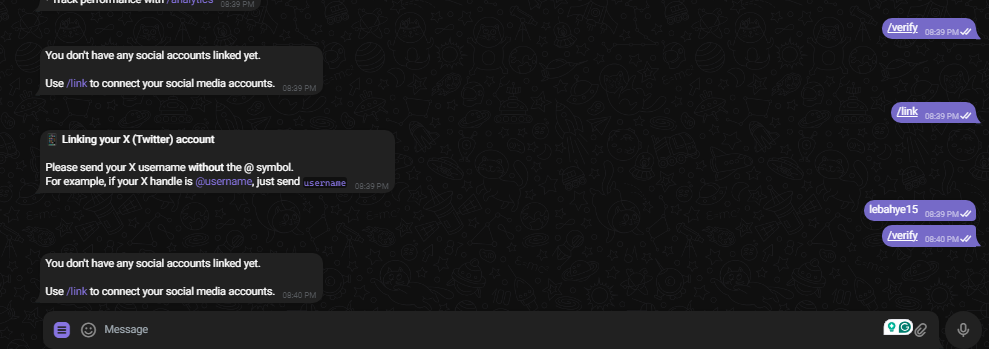 Track performance with /analytics 08:39 PM
/verify 08:39 PM
You don't have any social accounts linked yet.
Use /link to connect your social media accounts. 08:39 PM
/link 08:39 PM
Linking your X (Twitter) account
Please send your X username without the @ symbol.
For example, if your X handle is @username, just send username 08:39 PM
lebahye15 08:39 PM
/verify 08:40 PM
You don't have any social accounts linked yet.
Use /link to connect your social media accounts. 08:40 PM
Message